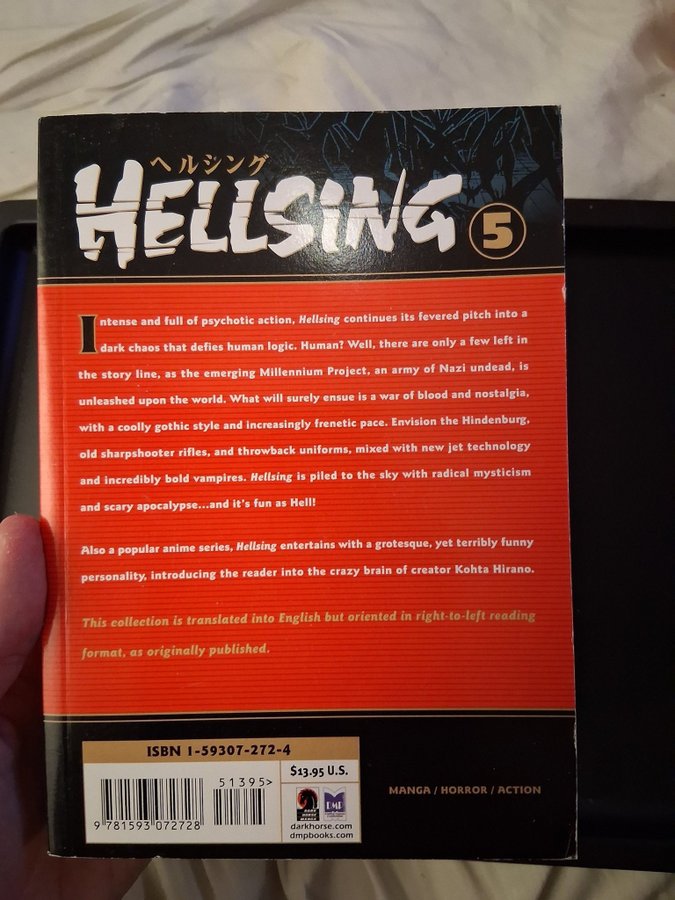 ヘルシング
HELLSING 5
Intense and full of psychotic action, Hellsing continues its fevered pitch into a
dark chaos that defies human logic. Human? Well, there are only a few left in
the story line, as the emerging Millennium Project, an army of Nazi undead, is
unleashed upon the world. What will surely ensue is a war of blood and nostalgia,
with a coolly gothic style and increasingly frenetic pace. Envision the Hindenburg,
old sharpshooter rifles, and throwback uniforms, mixed with new jet technology
and incredibly bold vampires. Hellsing is piled to the sky with radical mysticism
and scary apocalypse...and it's fun as Hell!
Also a popular anime series, Hellsing entertains with a grotesque, yet terribly funny
personality, introducing the reader into the crazy brain of creator Kohta Hirano.
This collection is translated into English but oriented in right-to-left reading
format, as originally published.
ISBN 1-59307-272-4
51395>
$13.95 U.S.
9 781593 072728
DARK HORSE MANGA
DMP
darkhorse.com
dmpbooks.com
MANGA / HORROR / ACTION